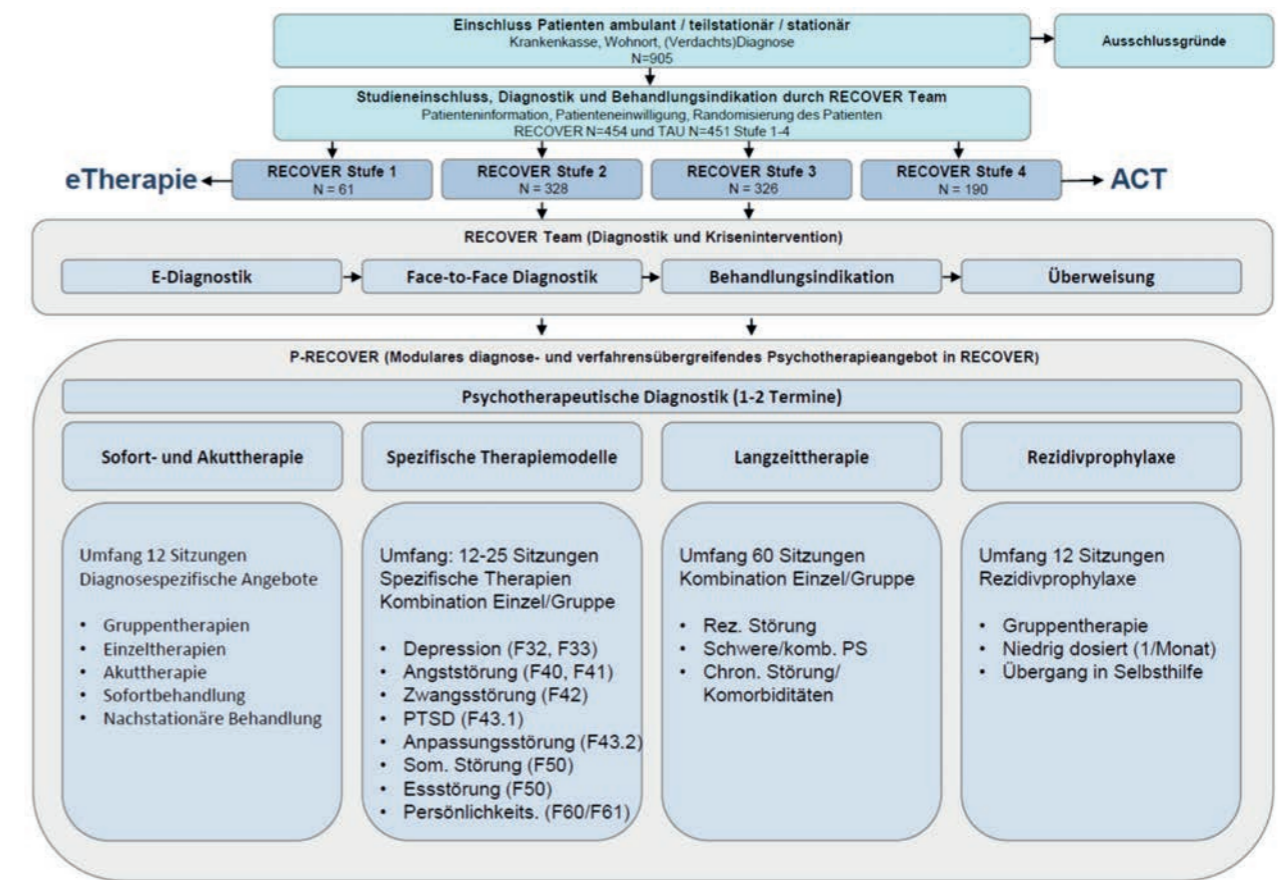 Einschluss Patienten ambulant / teilstationär / stationär
Krankenkasse, Wohnort, (Verdachts)Diagnose
N=905
Ausschlussgründe
Studieneinschluss, Diagnostik und Behandlungsindikation durch RECOVER Team
Patienteninformation, Patienteneinwilligung, Randomisierung des Patienten
RECOVER N=454 und TAU N=451 Stufe 1-4
eTherapie
RECOVER Stufe 1
N = 61
RECOVER Stufe 2
N = 328
RECOVER Stufe 3
N = 326
RECOVER Stufe 4
N = 190
ACT
RECOVER Team (Diagnostik und Krisenintervention)
E-Diagnostik
Face-to-Face Diagnostik
Behandlungsindikation
Überweisung
P-RECOVER (Modulares diagnose- und verfahrensübergreifendes Psychotherapieangebot in RECOVER)
Psychotherapeutische Diagnostik (1-2 Termine)
Sofort- und Akuttherapie
Spezifische Therapiemodelle
Langzeittherapie
Rezidivprophylaxe
Umfang 12 Sitzungen
Diagnosespezifische Angebote
• Gruppentherapien
• Einzeltherapien
• Akuttherapie
• Sofortbehandlung
• Nachstationäre Behandlung
Umfang: 12-25 Sitzungen
Spezifische Therapien
Kombination Einzel/Gruppe
• Depression (F32, F33)
• Angststörung (F40, F41)
• Zwangsstörung (F42)
• PTSD (F43.1)
• Anpassungsstörung (F43.2)
• Som. Störung (F50)
• Essstörung (F50)
• Persönlichkeits. (F60/F61)
Umfang 60 Sitzungen
Kombination Einzel/Gruppe
• Rez. Störung
• Schwere/komb. PS
• Chron. Störung/
Komorbiditäten
Umfang 12 Sitzungen
Rezidivprophylaxe
• Gruppentherapie
• Niedrig dosiert (1/Monat)
• Übergang in Selbsthilfe